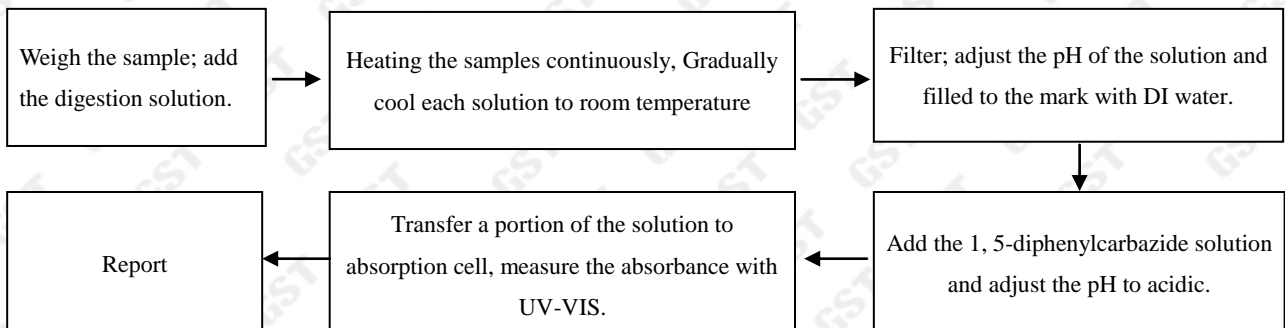 Weigh the sample; add
the digestion solution.
Heating the samples continuously, Gradually
cool each solution to room temperature
Filter; adjust the pH of the solution and
filled to the mark with DI water.
Add the 1, 5-diphenylcarbazide solution
and adjust the pH to acidic.
Transfer a portion of the solution to
absorption cell, measure the absorbance with
UV-VIS.
Report